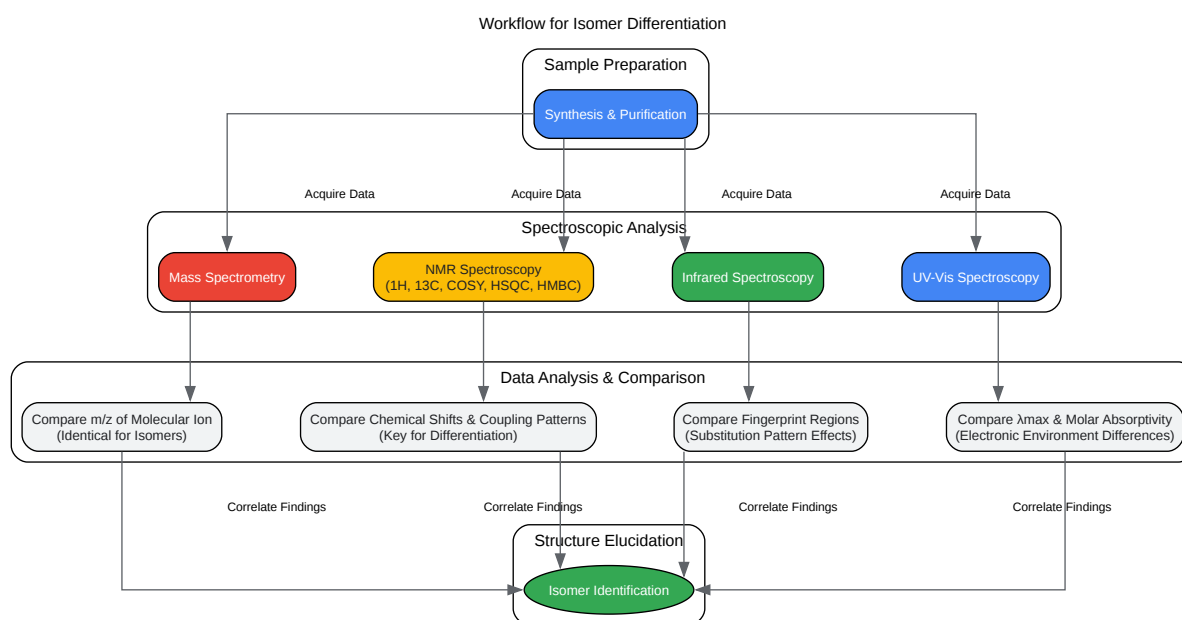 Workflow for Isomer Differentiation
Sample Preparation
Synthesis & Purification
Acquire Data
Acquire Data
Acquire Data
Acquire Data
Spectroscopic Analysis
Mass Spectrometry
NMR Spectroscopy
(1H, 13C, COSY, HSQC, HMBC)
Infrared Spectroscopy
UV-Vis Spectroscopy
Data Analysis & Comparison
Compare m/z of Molecular Ion
(Identical for Isomers)
Compare Chemical Shifts & Coupling Patterns
(Key for Differentiation)
Compare Fingerprint Regions
(Substitution Pattern Effects)
Compare λmax & Molar Absorptivity
(Electronic Environment Differences)
Correlate Findings
Correlate Findings
Correlate Findings
Correlate Findings
Structure Elucidation
Isomer Identification